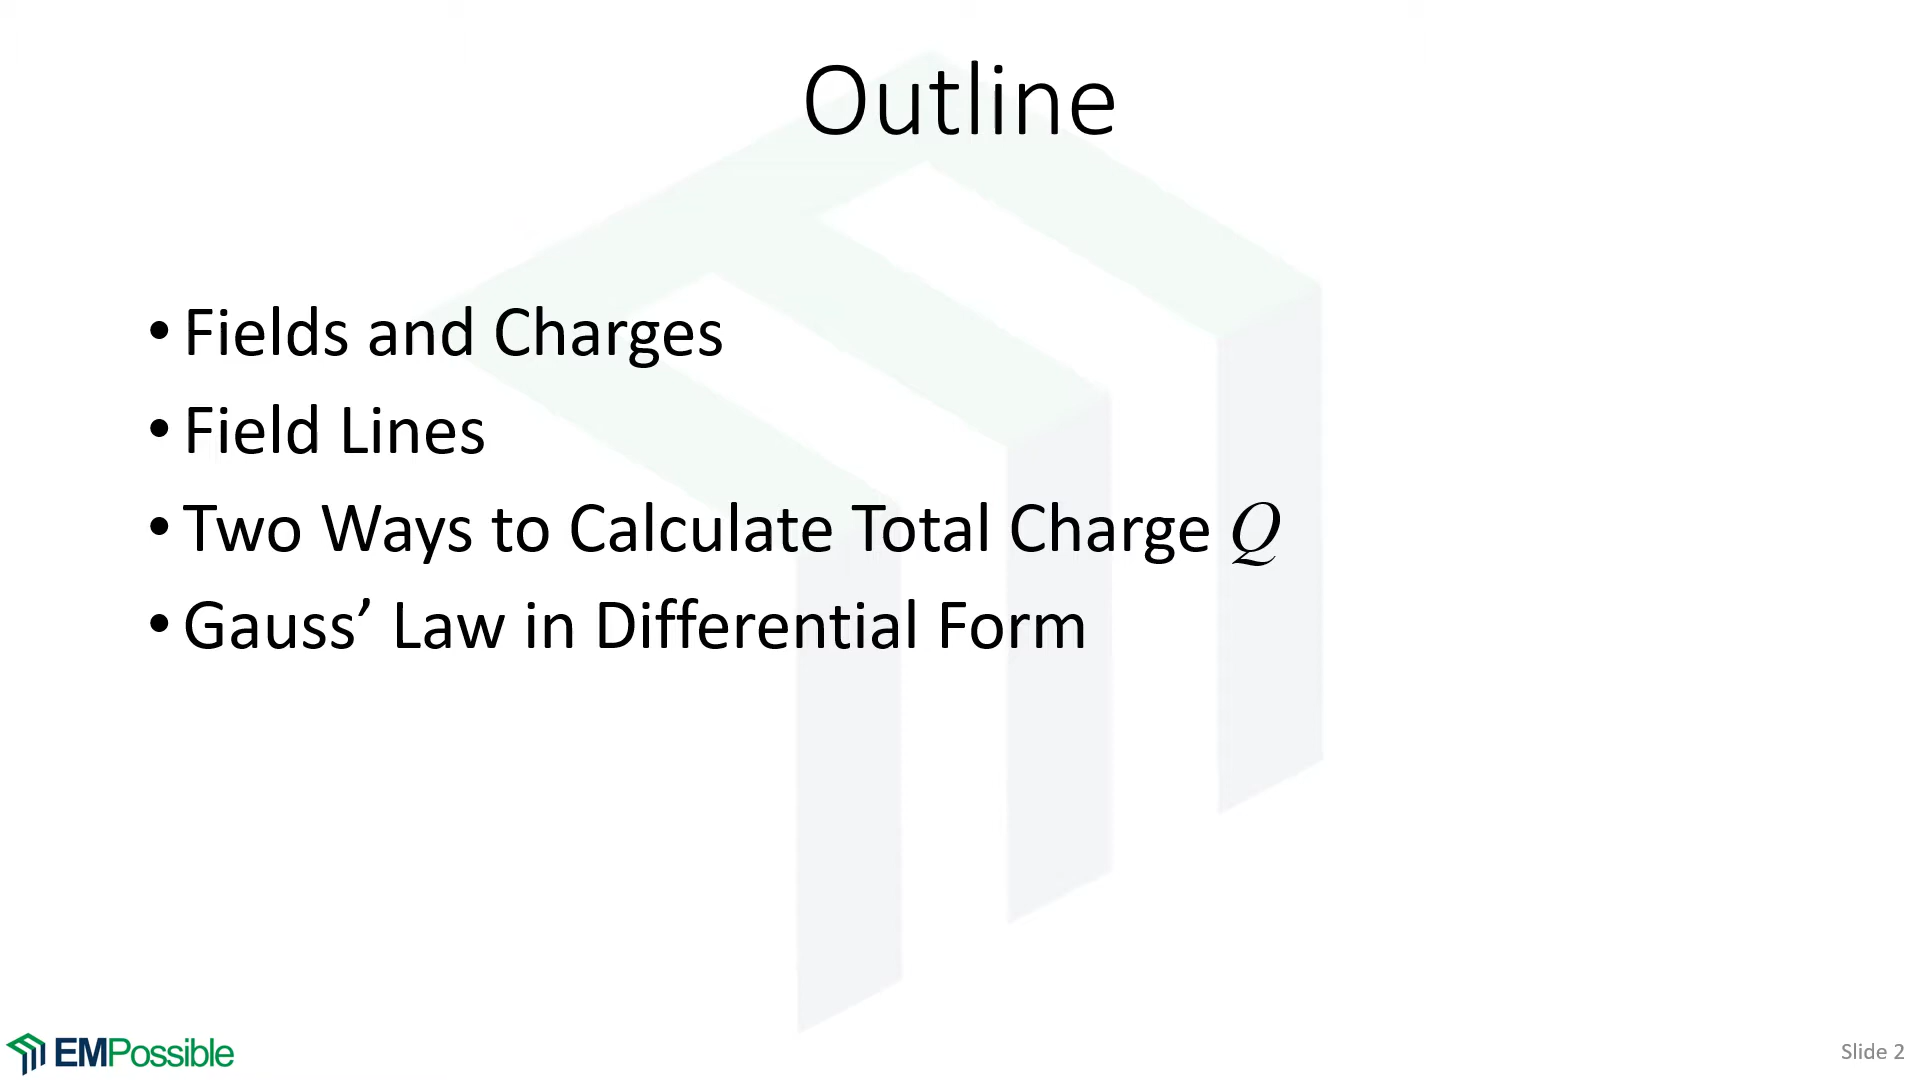 Outline
• Fields and Charges
• Field Lines
• Two Ways to Calculate Total Charge Q
• Gauss’ Law in Differential Form
EMPossible
Slide 2